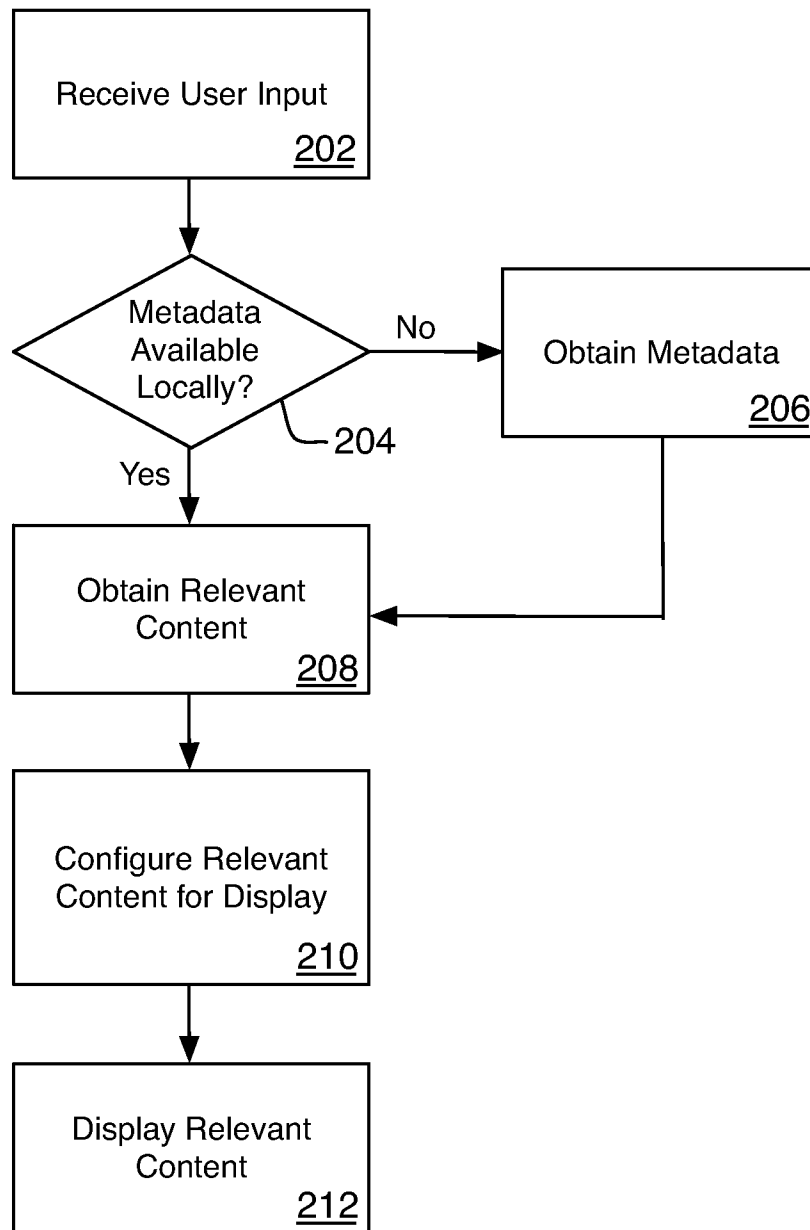 Receive User Input
202
Metadata
Available
Locally?
No
204
Yes
Obtain Metadata
206
Obtain Relevant
Content
208
Configure Relevant
Content for Display
210
Display Relevant
Content
212